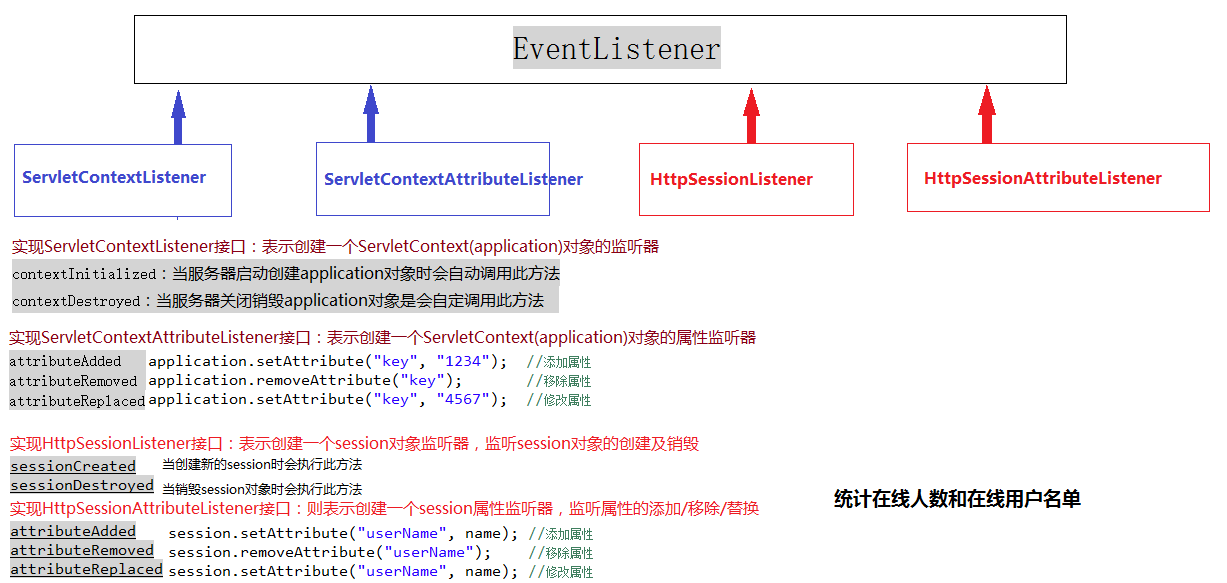 EventListener
ServletContextListener
ServletContextAttributeListener
HttpSessionListener
HttpSessionAttributeListener
实现ServletContextListener接口：表示创建一个ServletContext(application)对象的监听器
contextInitialized：当服务器启动创建application对象时会自动调用此方法
contextDestroyed：当服务器关闭销毁application对象是会自定调用此方法
实现ServletContextAttributeListener接口：表示创建一个ServletContext(application)对象的属性监听器
attributeAdded application.setAttribute("key", "1234"); //添加属性
attributeRemoved application.removeAttribute("key"); //移除属性
attributeReplaced application.setAttribute("key", "4567"); //修改属性
实现HttpSessionListener接口：表示创建一个session对象监听器，监听session对象的创建及销毁
sessionCreated 当创建新的session时会执行此方法
sessionDestroyed 当销毁session对象时会执行此方法
实现HttpSessionAttributeListener接口：则表示创建一个session属性监听器，监听属性的添加/移除/替换
attributeAdded session.setAttribute("userName", name); //添加属性
attributeRemoved session.removeAttribute("userName"); //移除属性
attributeReplaced session.setAttribute("userName", name); //修改属性
统计在线人数和在线用户名单